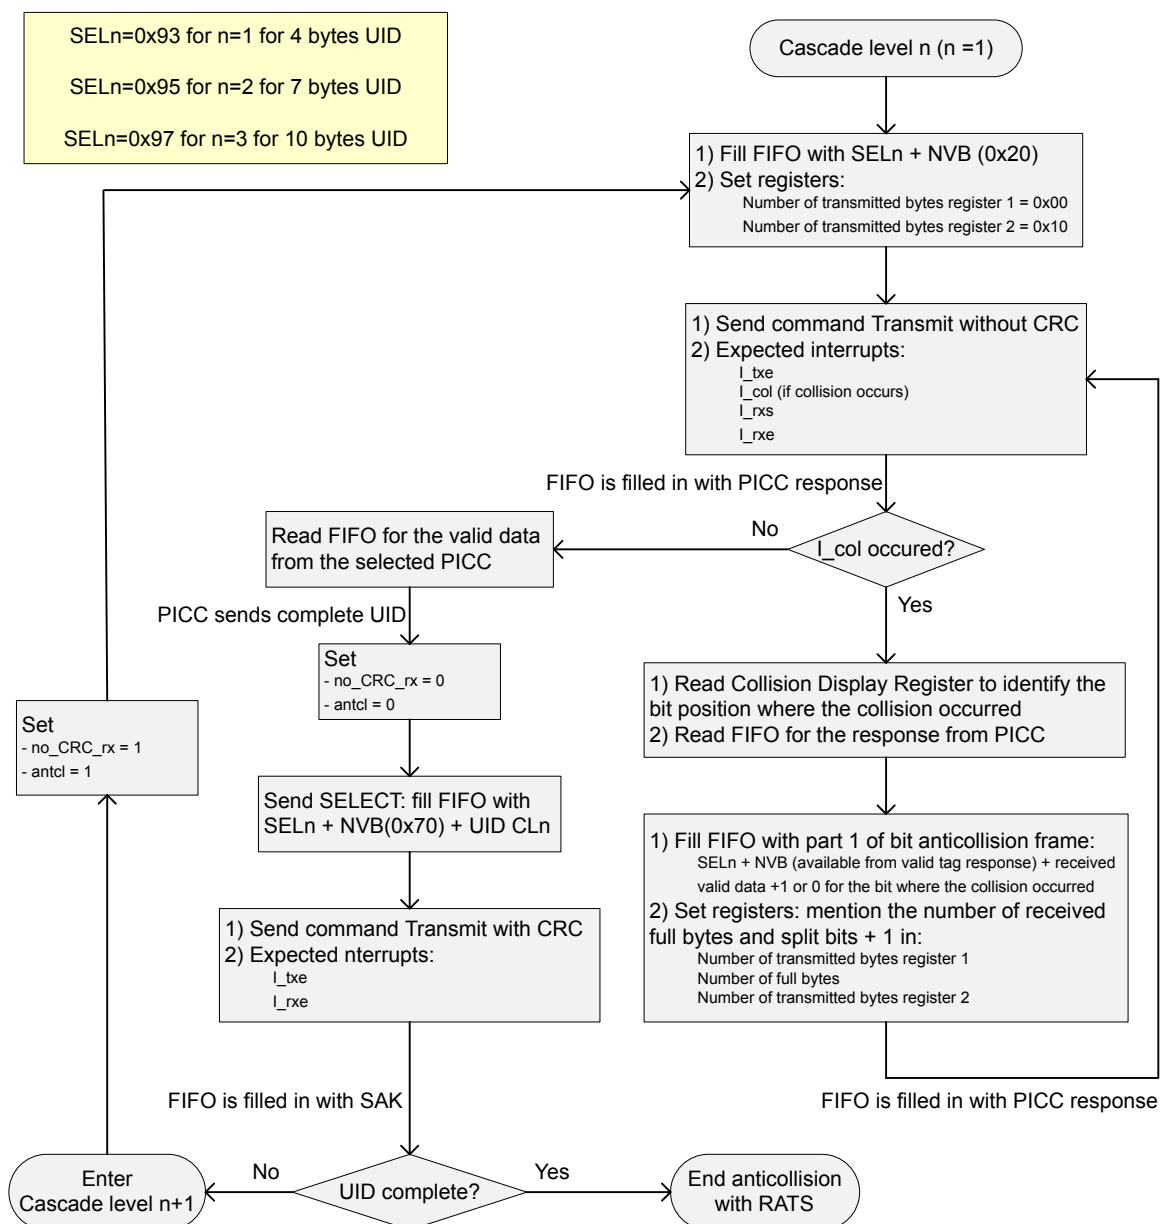 SELn=0x93 for n=1 for 4 bytes UID
SELn=0x95 for n=2 for 7 bytes UID
SELn=0x97 for n=3 for 10 bytes UID
Cascade level n (n =1)
1) Fill FIFO with SELn + NVB (0x20)
2) Set registers:
Number of transmitted bytes register 1 = 0x00
Number of transmitted bytes register 2 = 0x10
1) Send command Transmit without CRC
2) Expected interrupts:
I_txe
I_col (if collision occurs)
I_rxs
I_rxe
FIFO is filled in with PICC response
I_col occured?
No
Yes
Read FIFO for the valid data
from the selected PICC
PICC sends complete UID
Set
- no_CRC_rx = 0
- antcl = 0
1) Read Collision Display Register to identify the
bit position where the collision occurred
2) Read FIFO for the response from PICC
Set
- no_CRC_rx = 1
- antcl = 1
Send SELECT: fill FIFO with
SELn + NVB(0x70) + UID CLn
1) Fill FIFO with part 1 of bit anticollision frame:
SELn + NVB (available from valid tag response) + received
valid data +1 or 0 for the bit where the collision occurred
2) Set registers: mention the number of received
full bytes and split bits + 1 in:
Number of transmitted bytes register 1
Number of full bytes
Number of transmitted bytes register 2
1) Send command Transmit with CRC
2) Expected nterrupts:
I_txe
I_rxe
FIFO is filled in with SAK
FIFO is filled in with PICC response
UID complete?
No
Yes
Enter
Cascade level n+1
End anticollision
with RATS